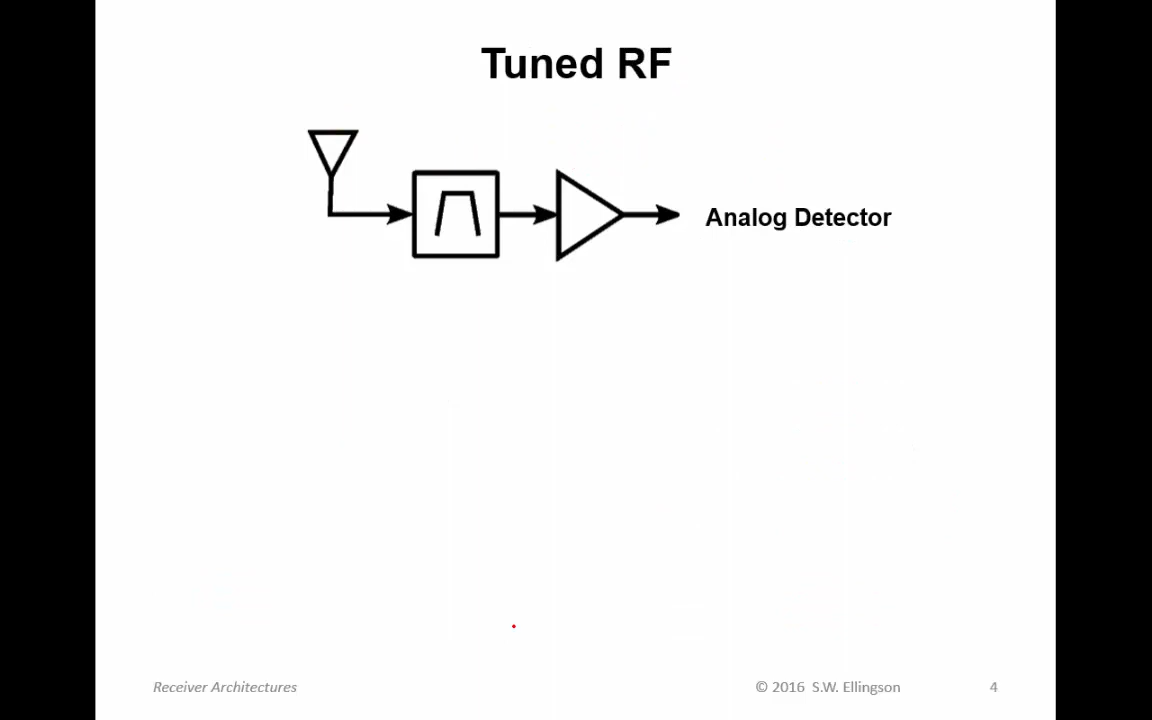 Tuned RF
Analog Detector
Receiver Architectures
© 2016 S.W. Ellingson
4